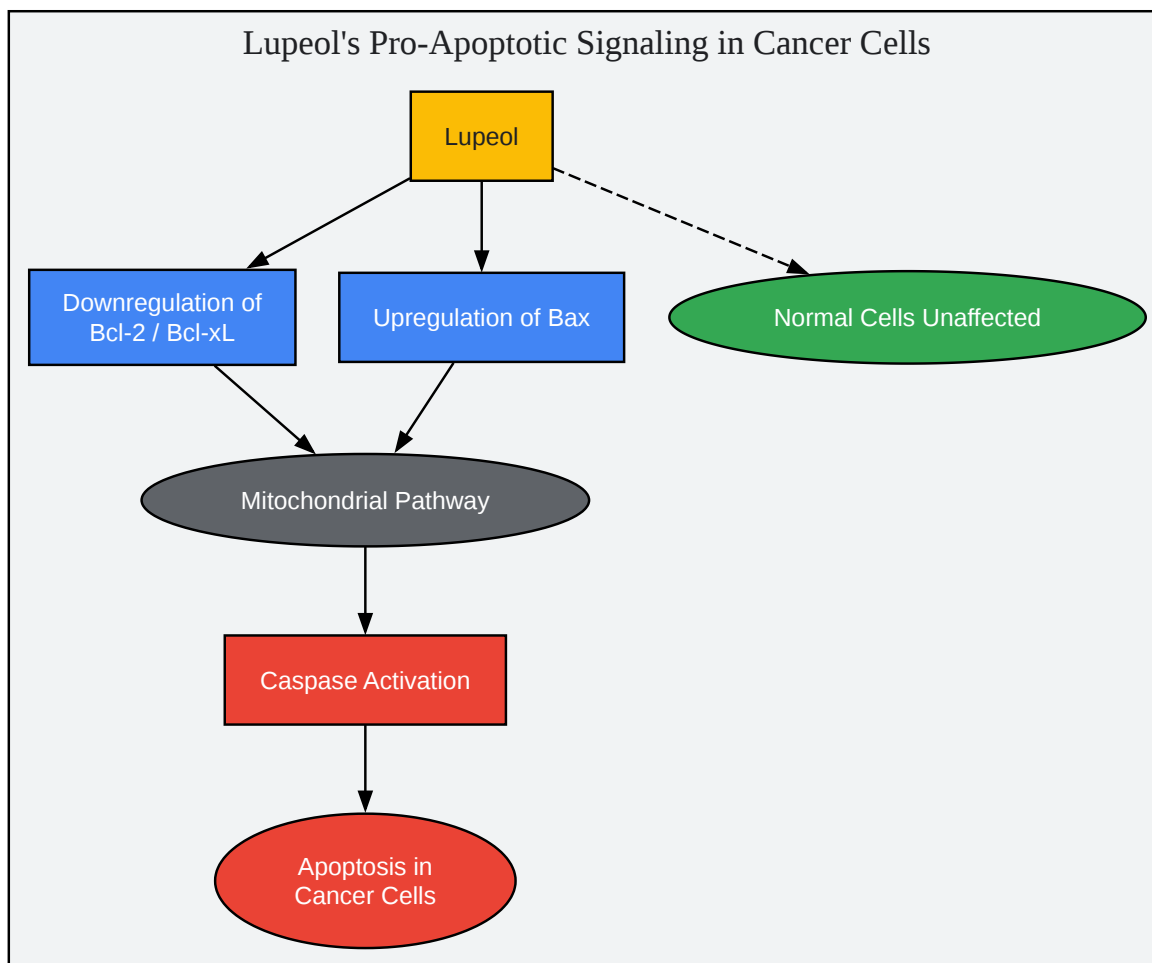 Lupeol's Pro-Apoptotic Signaling in Cancer Cells
Lupeol
Downregulation of
Bcl-2 / Bcl-xL
Upregulation of Bax
Normal Cells Unaffected
Mitochondrial Pathway
Caspase Activation
Apoptosis in
Cancer Cells